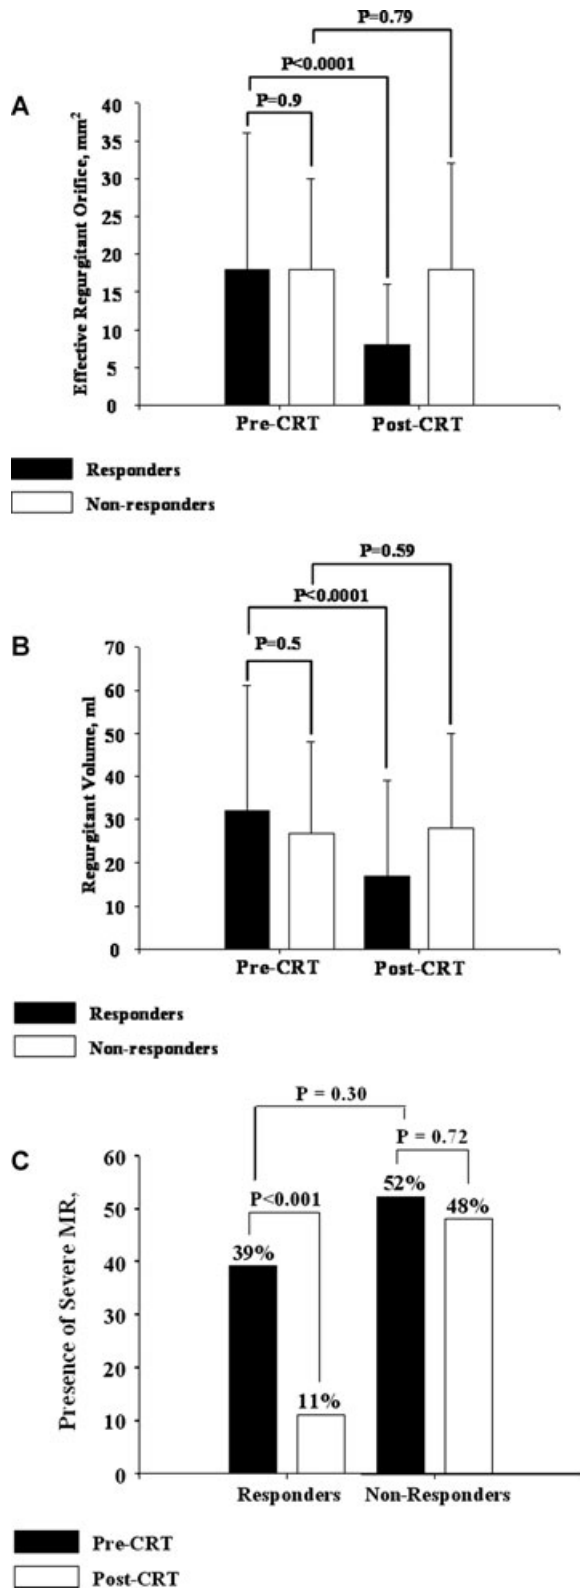 P=0.79
P<0.0001
A
P=0.9
Effective Regurgitant Orifice, mm²
40
35
30
25
20
15
10
5
0
Pre-CRT Post-CRT
Responders
Non-responders
P=0.59
P<0.0001
B
P=0.5
Regurgitant Volume, ml
70
60
50
40
30
20
10
0
Pre-CRT Post-CRT
Responders
Non-responders
P = 0.30
P = 0.72
C
Presence of Severe MR,
60
50
40
30
20
10
0
P<0.001
52%
48%
39%
11%
Responders Non-Responders
Pre-CRT
Post-CRT